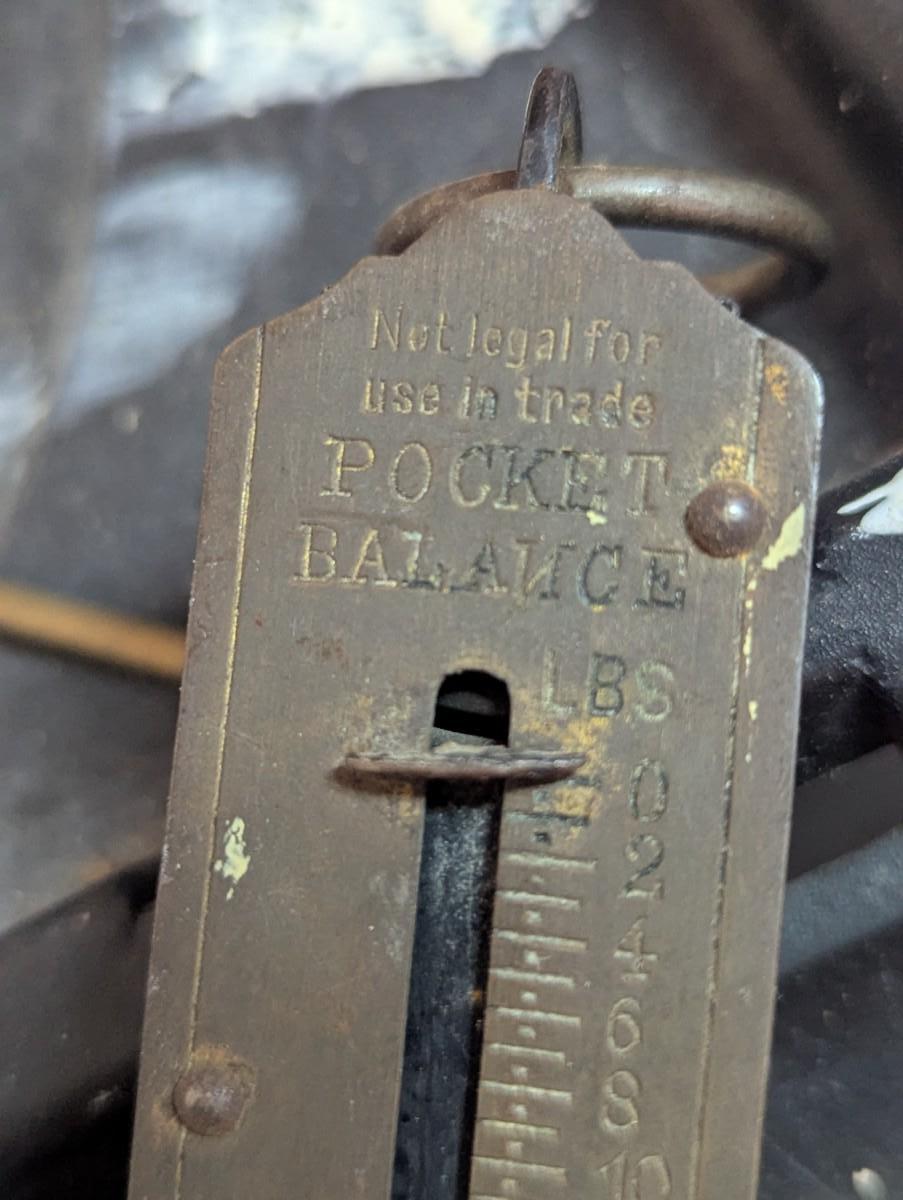 Not legal for
use in trade
POCKET
BALANCE
LBS
0
2
4
6
8
10